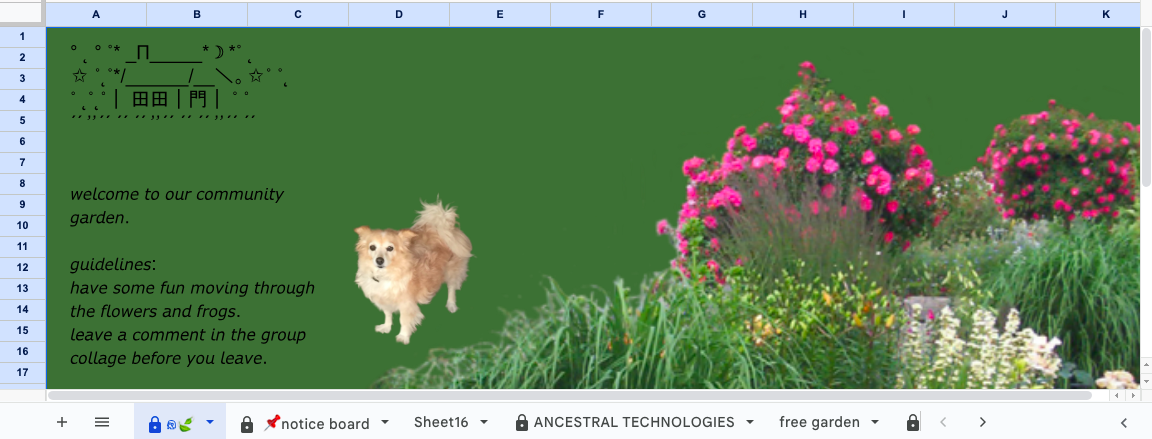 A B C D E F G H I J K
1
2
3
4
5
6
7
8
9
10
11
12
13
14
15
16
17
° ˛ ° ˚* _Π_____*☽*˚˛
☆ ˚˛˚*/______/__＼。☆˚ ˚˛
˚ ˛˚˛˚｜ 田田 ｜門｜ ˚ ˚
´´,,´´ ´´ ´´,,´´ ´´ ´´,,´´ ´´
welcome to our community
garden.
guidelines:
have some fun moving through
the flowers and frogs.
leave a comment in the group
collage before you leave.
+ ☰ 🔒 🍃 🔒 📌notice board Sheet16 🔒 ANCESTRAL TECHNOLOGIES free garden 🔒